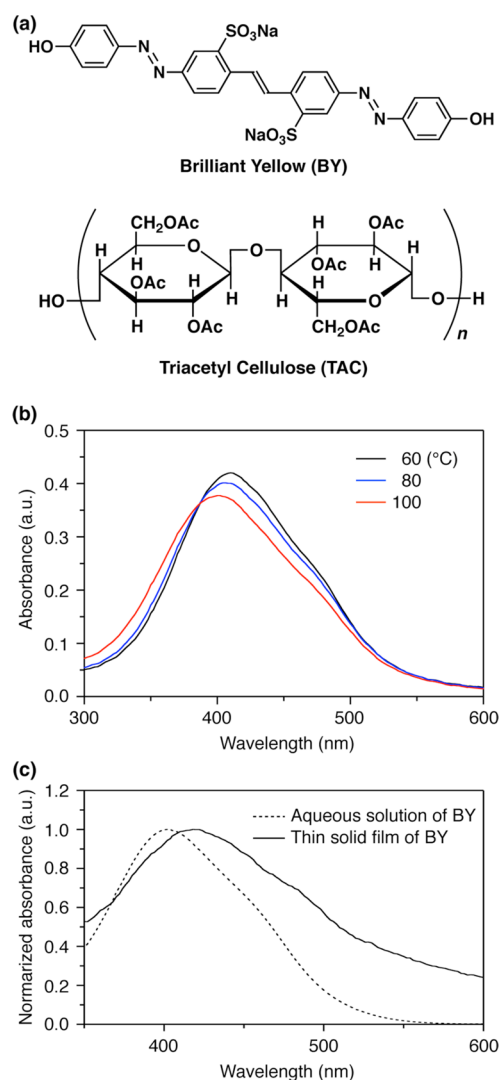 (a)
SO₃Na
HO
N
N
N
N
OH
NaO₃S
Brilliant Yellow (BY)
CH₂OAc
H
OAc
H
O
O
H
OAc
H
OAc
H
HO
O
H
OAc
CH₂OAc
n
Triacetyl Cellulose (TAC)
(b)
0.5
0.4
0.3
0.2
0.1
0.0
Absorbance (a.u.)
60 (°C)
80
100
300
400
500
600
Wavelength (nm)
(c)
1.2
1.0
0.8
0.6
0.4
0.2
0.0
Normarized absorbance (a.u.)
Aqueous solution of BY
Thin solid film of BY
400
500
600
Wavelength (nm)